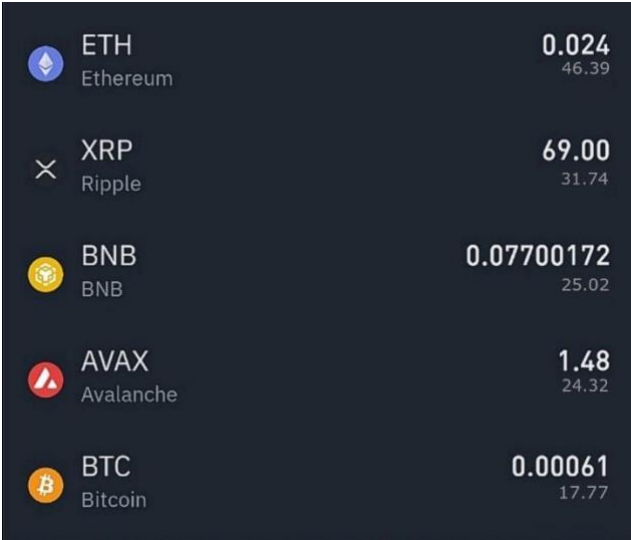 ETH 0.024
Ethereum 46.39
XRP 69.00
Ripple 31.74
BNB 0.07700172
BNB 25.02
AVAX 1.48
Avalanche 24.32
BTC 0.00061
Bitcoin 17.77